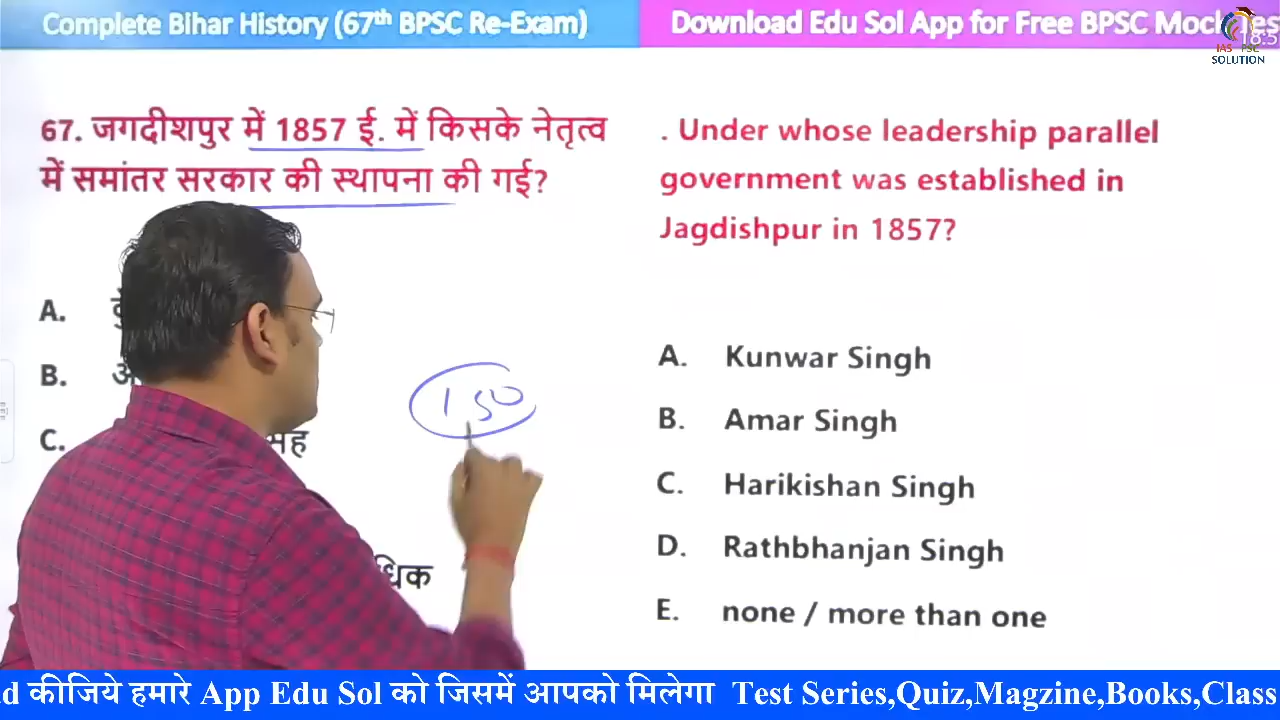 Complete Bihar History (67th BPSC Re-Exam)
Download Edu Sol App for Free BPSC Mock
18:5
IAS PSC
SOLUTION
67. जगदीशपुर में 1857 ई. में किसके नेतृत्व
में समांतर सरकार की स्थापना की गई?
A.
B.
C.
150
. Under whose leadership parallel
government was established in
Jagdishpur in 1857?
A. Kunwar Singh
B. Amar Singh
C. Harikishan Singh
D. Rathbhanjan Singh
E. none / more than one
कीजिये हमारे App Edu Sol को जिसमें आपको मिलेगा Test Series,Quiz,Magzine,Books,Class